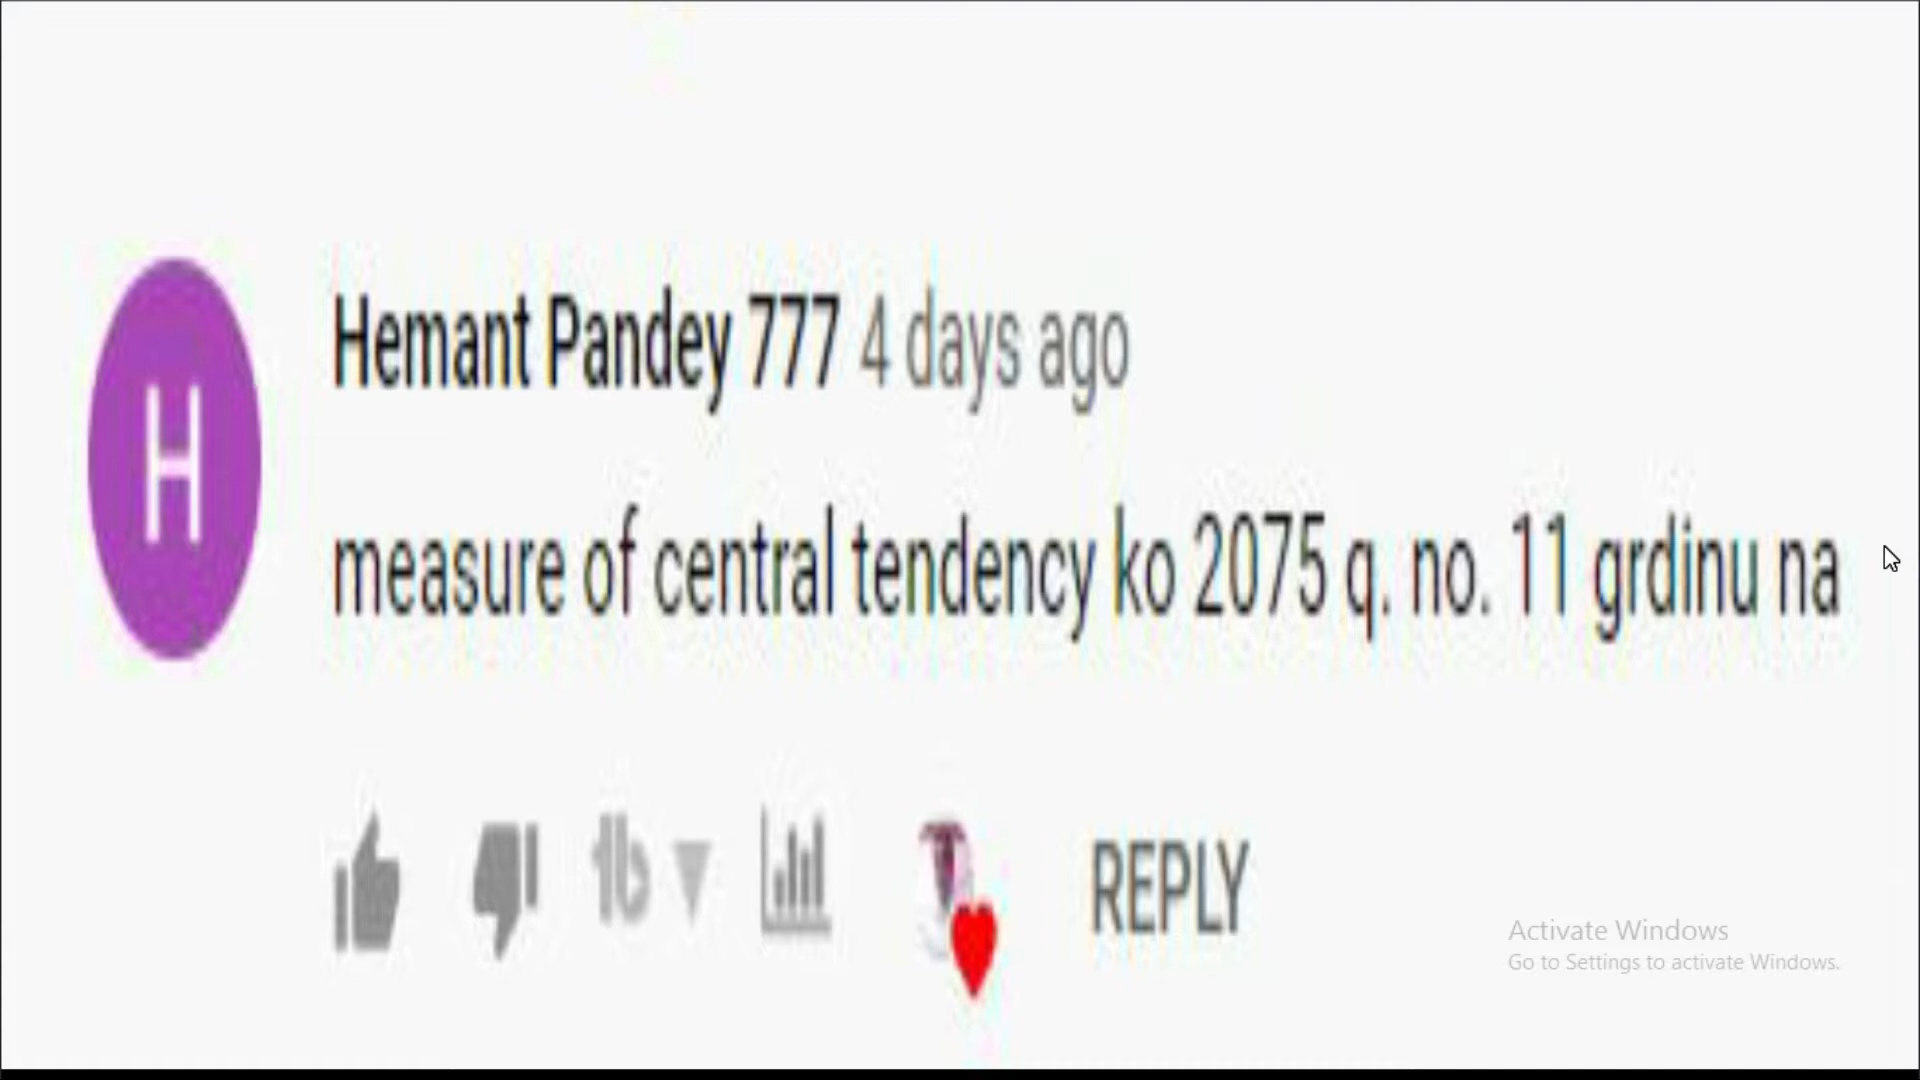 H
Hemant Pandey 777 4 days ago
measure of central tendency ko 2075 q. no. 11 grdinu na
REPLY
Activate Windows
Go to Settings to activate Windows.